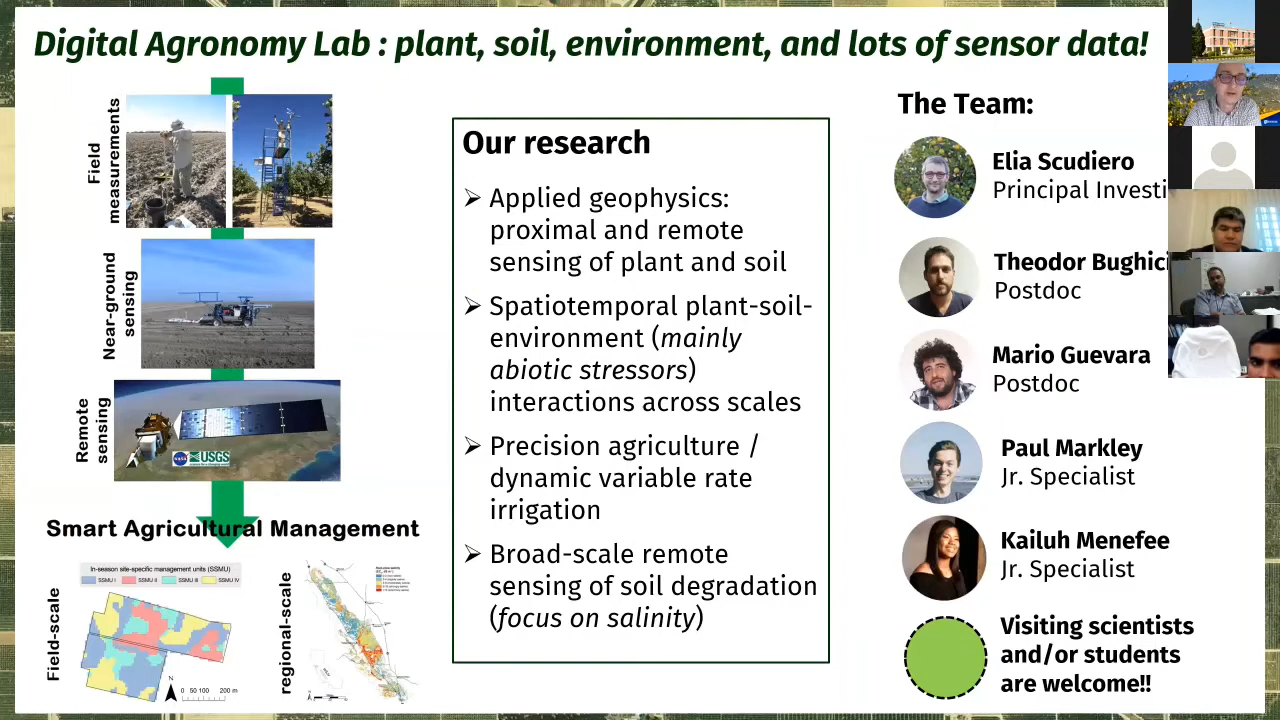 Digital Agronomy Lab : plant, soil, environment, and lots of sensor data!
Field
measurements
Near-ground
sensing
Remote
sensing
NASA
USGS
Smart Agricultural Management
Field-scale
In-season site-specific management units (SSMU)
SSMU I
SSMU II
SSMU III
SSMU IV
N
0 50 100 200 m
regional-scale
Our research
➢ Applied geophysics:
proximal and remote
sensing of plant and soil
➢ Spatiotemporal plant-soil-
environment (mainly
abiotic stressors)
interactions across scales
➢ Precision agriculture /
dynamic variable rate
irrigation
➢ Broad-scale remote
sensing of soil degradation
(focus on salinity)
The Team:
Elia Scudiero
Principal Investi
Theodor Bughici
Postdoc
Mario Guevara
Postdoc
Paul Markley
Jr. Specialist
Kailuh Menefee
Jr. Specialist
Visiting scientists
and/or students
are welcome!!